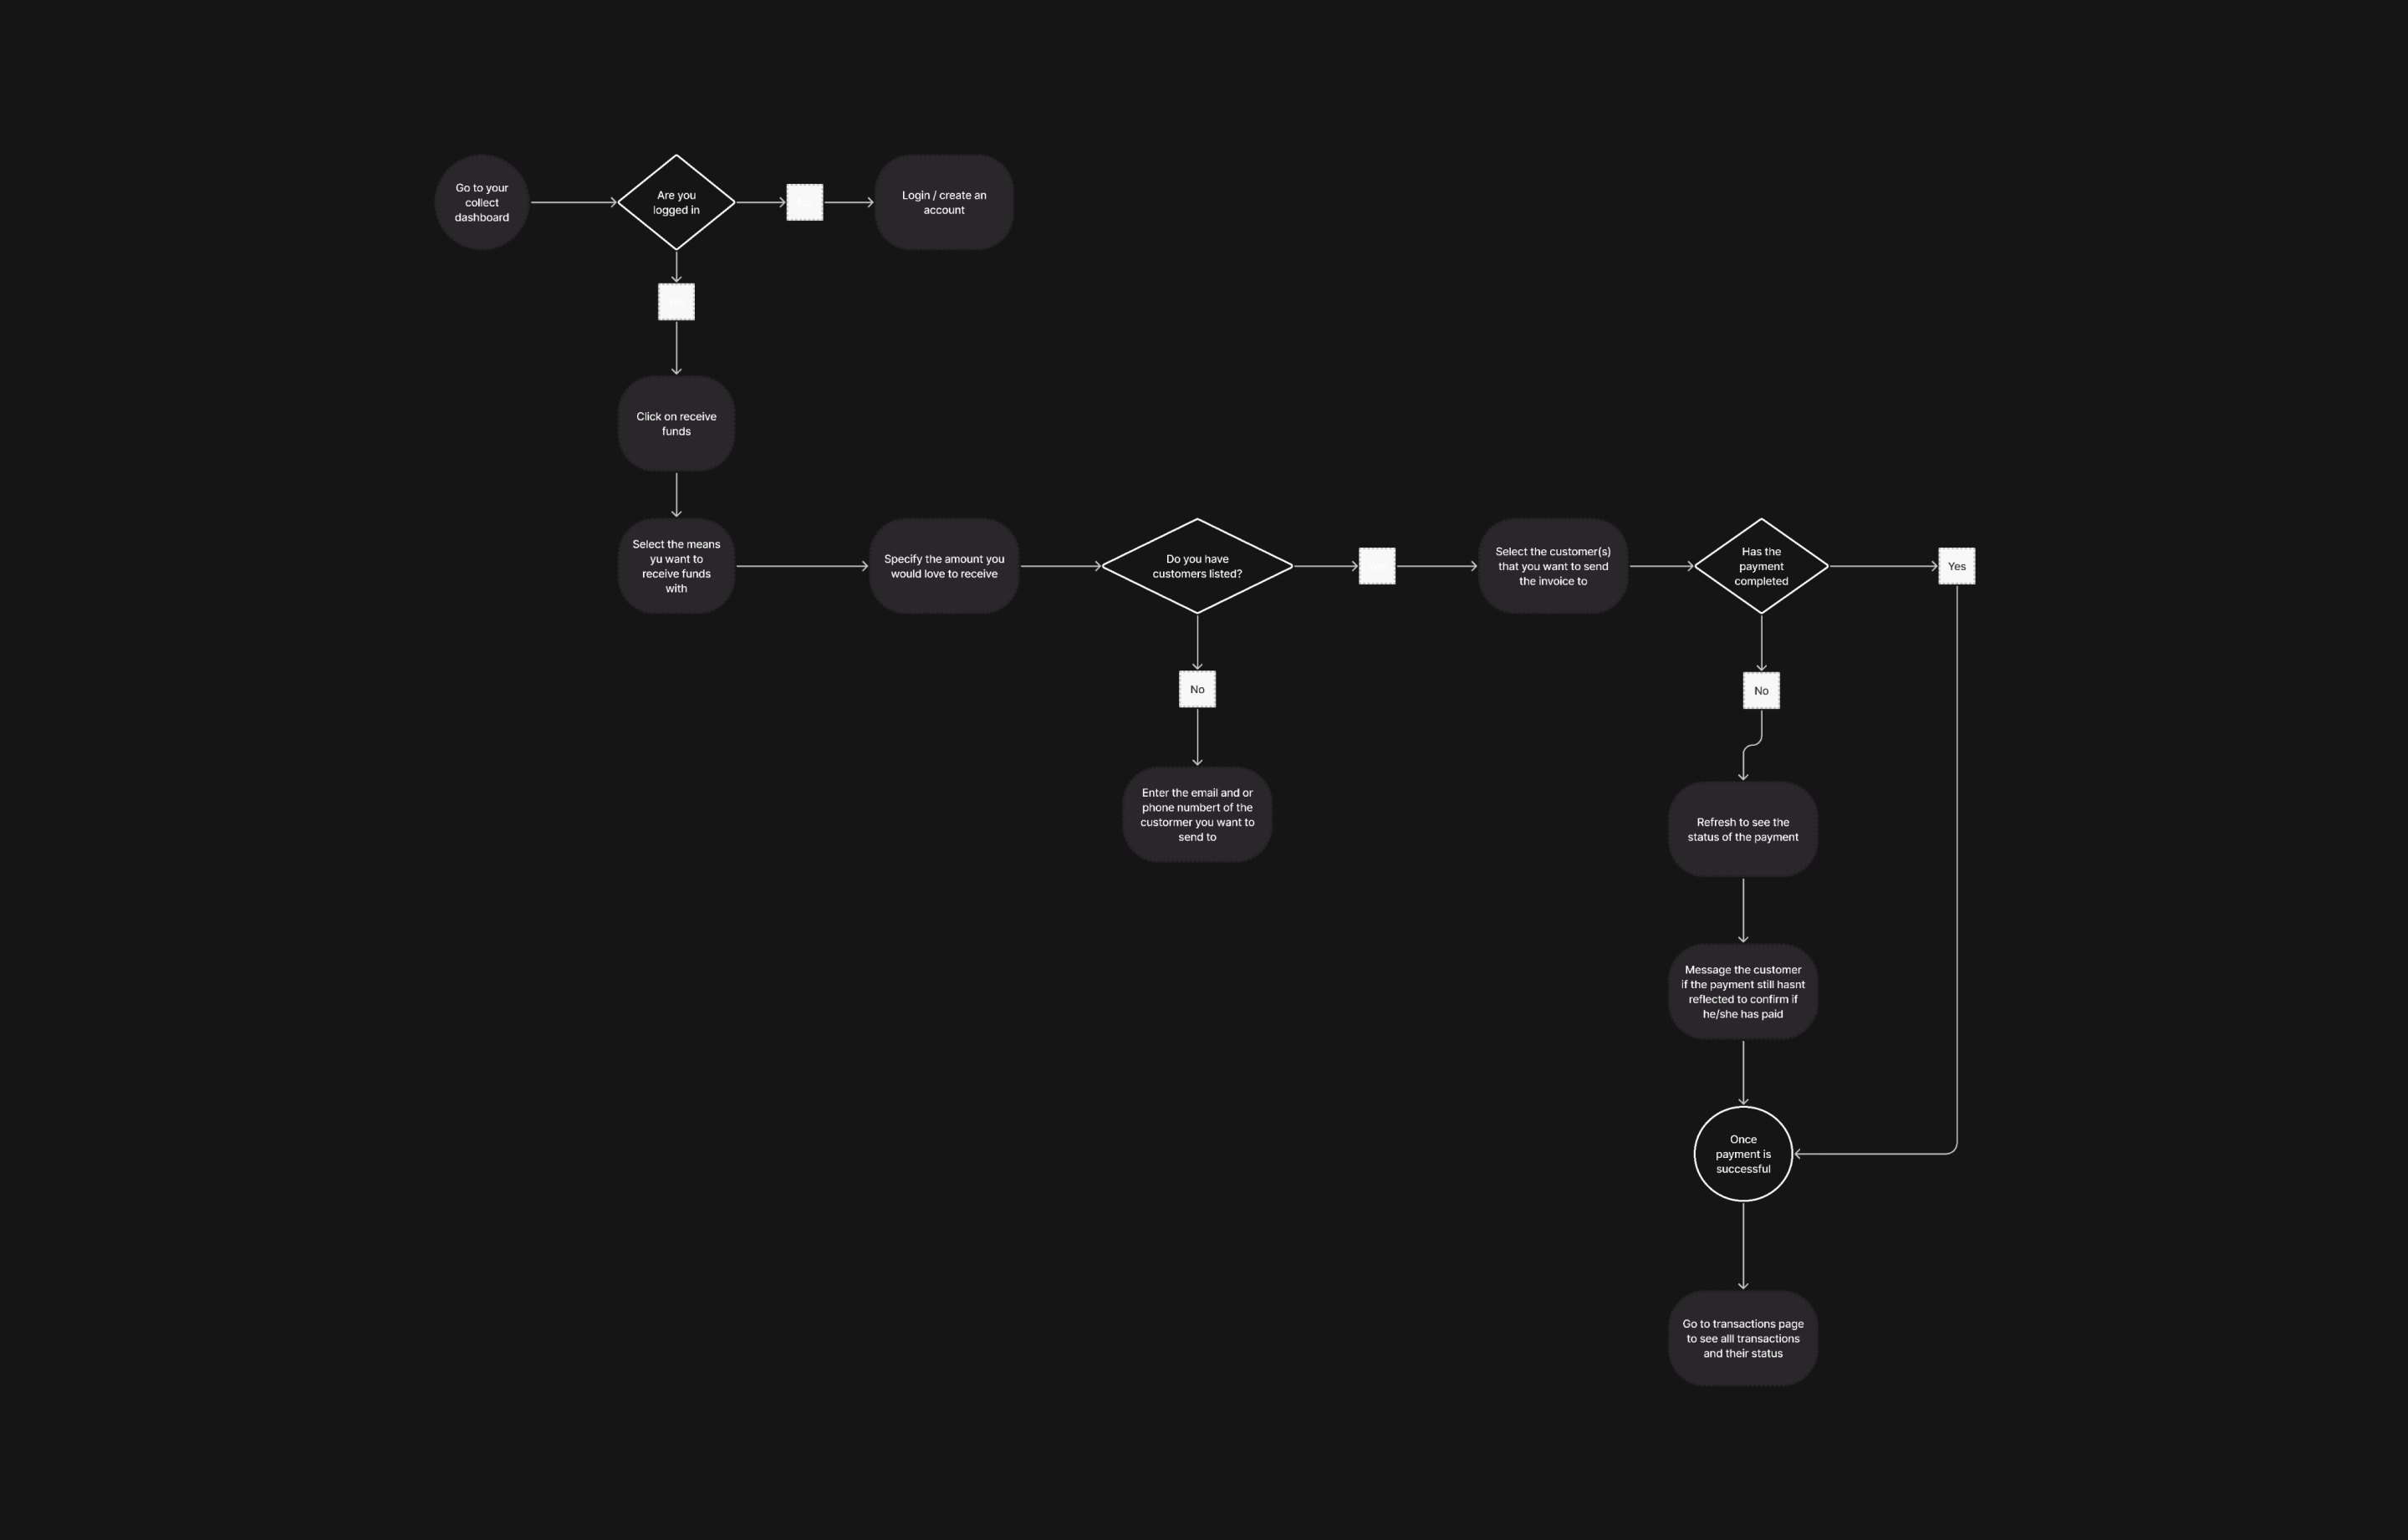 Go to your
collect
dashboard
Are you
logged in
Login / create an
account
Click on receive
funds
Select the means
yu want to
receive funds
with
Specify the amount you
would love to receive
Do you have
customers listed?
Select the customer(s)
that you want to send
the invoice to
Has the
payment
completed
Yes
No
Enter the email and or
phone numbert of the
custormer you want to
send to
No
Refresh to see the
status of the payment
Message the customer
if the payment still hasnt
reflected to confirm if
he/she has paid
Once
payment is
successful
Go to transactions page
to see alll transactions
and their status